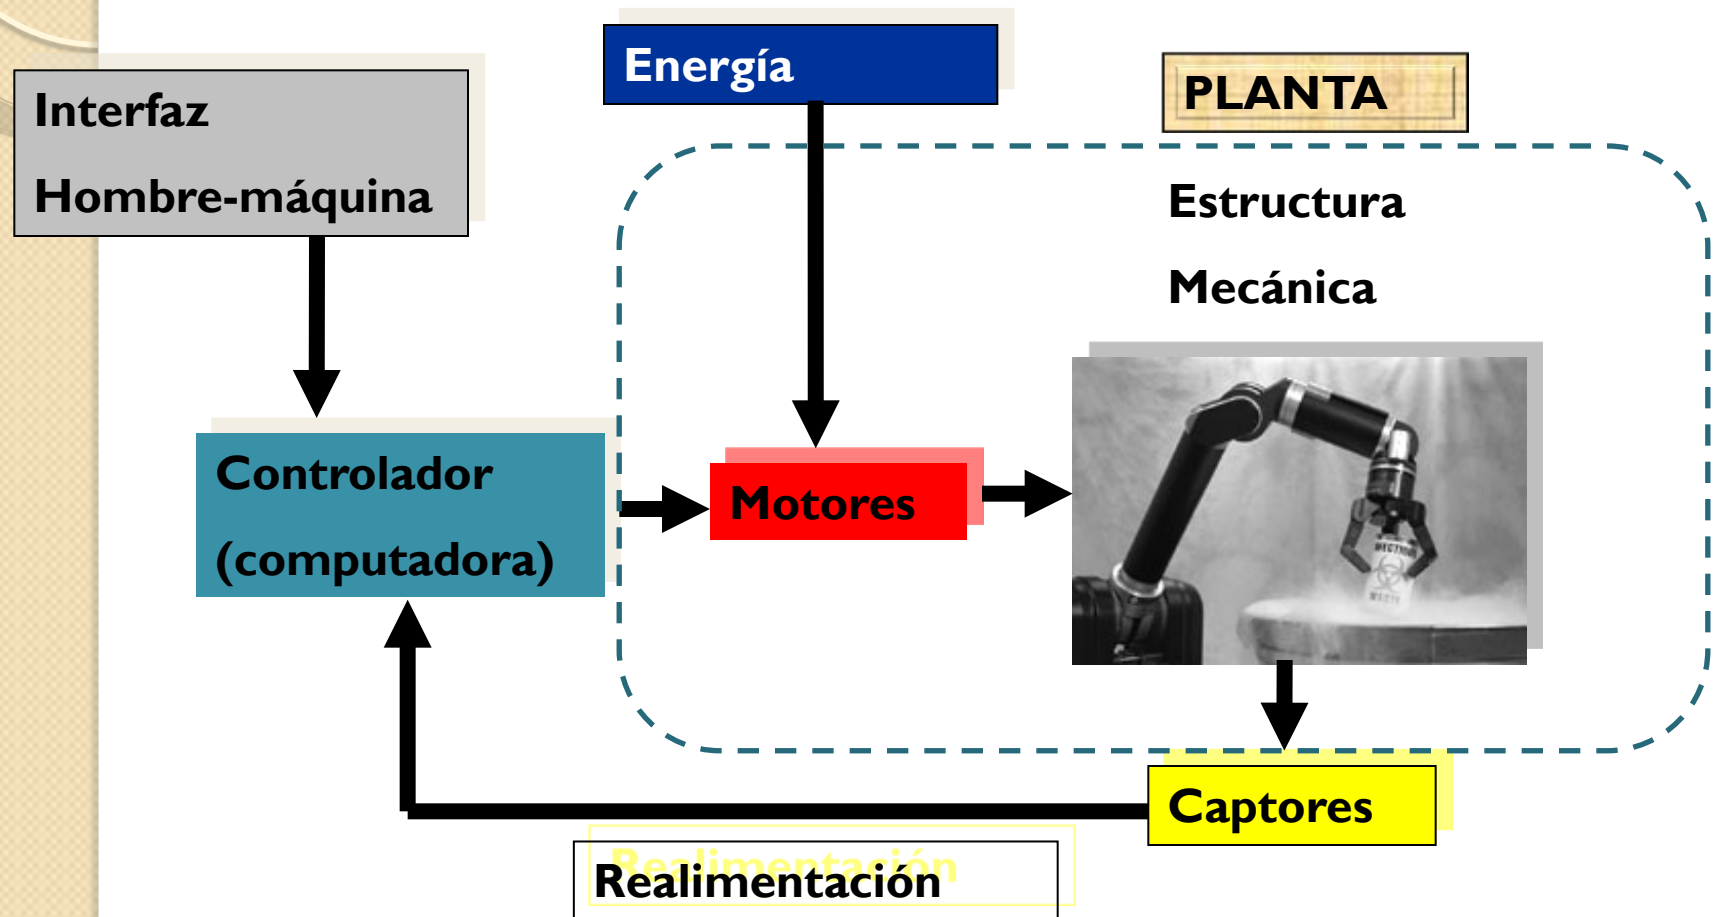 Energía
PLANTA
Interfaz
Hombre-máquina
Estructura
Mecánica
Controlador
(computadora)
Motores
Captores
Realimentación